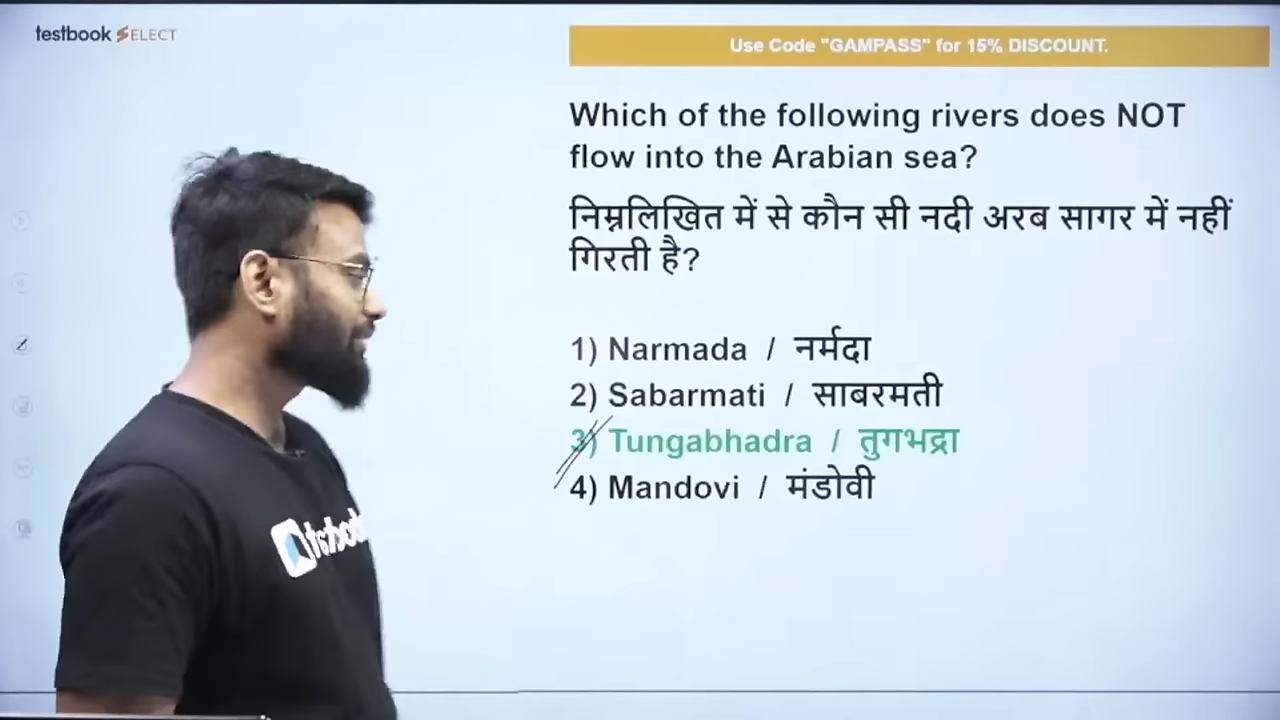 testbook SELECT
Use Code "GAMPASS" for 15% DISCOUNT.
Which of the following rivers does NOT
flow into the Arabian sea?
निम्नलिखित में से कौन सी नदी अरब सागर में नहीं
गिरती है?
1) Narmada / नर्मदा
2) Sabarmati / साबरमती
3) Tungabhadra / तुगभद्रा
4) Mandovi / मंडोवी